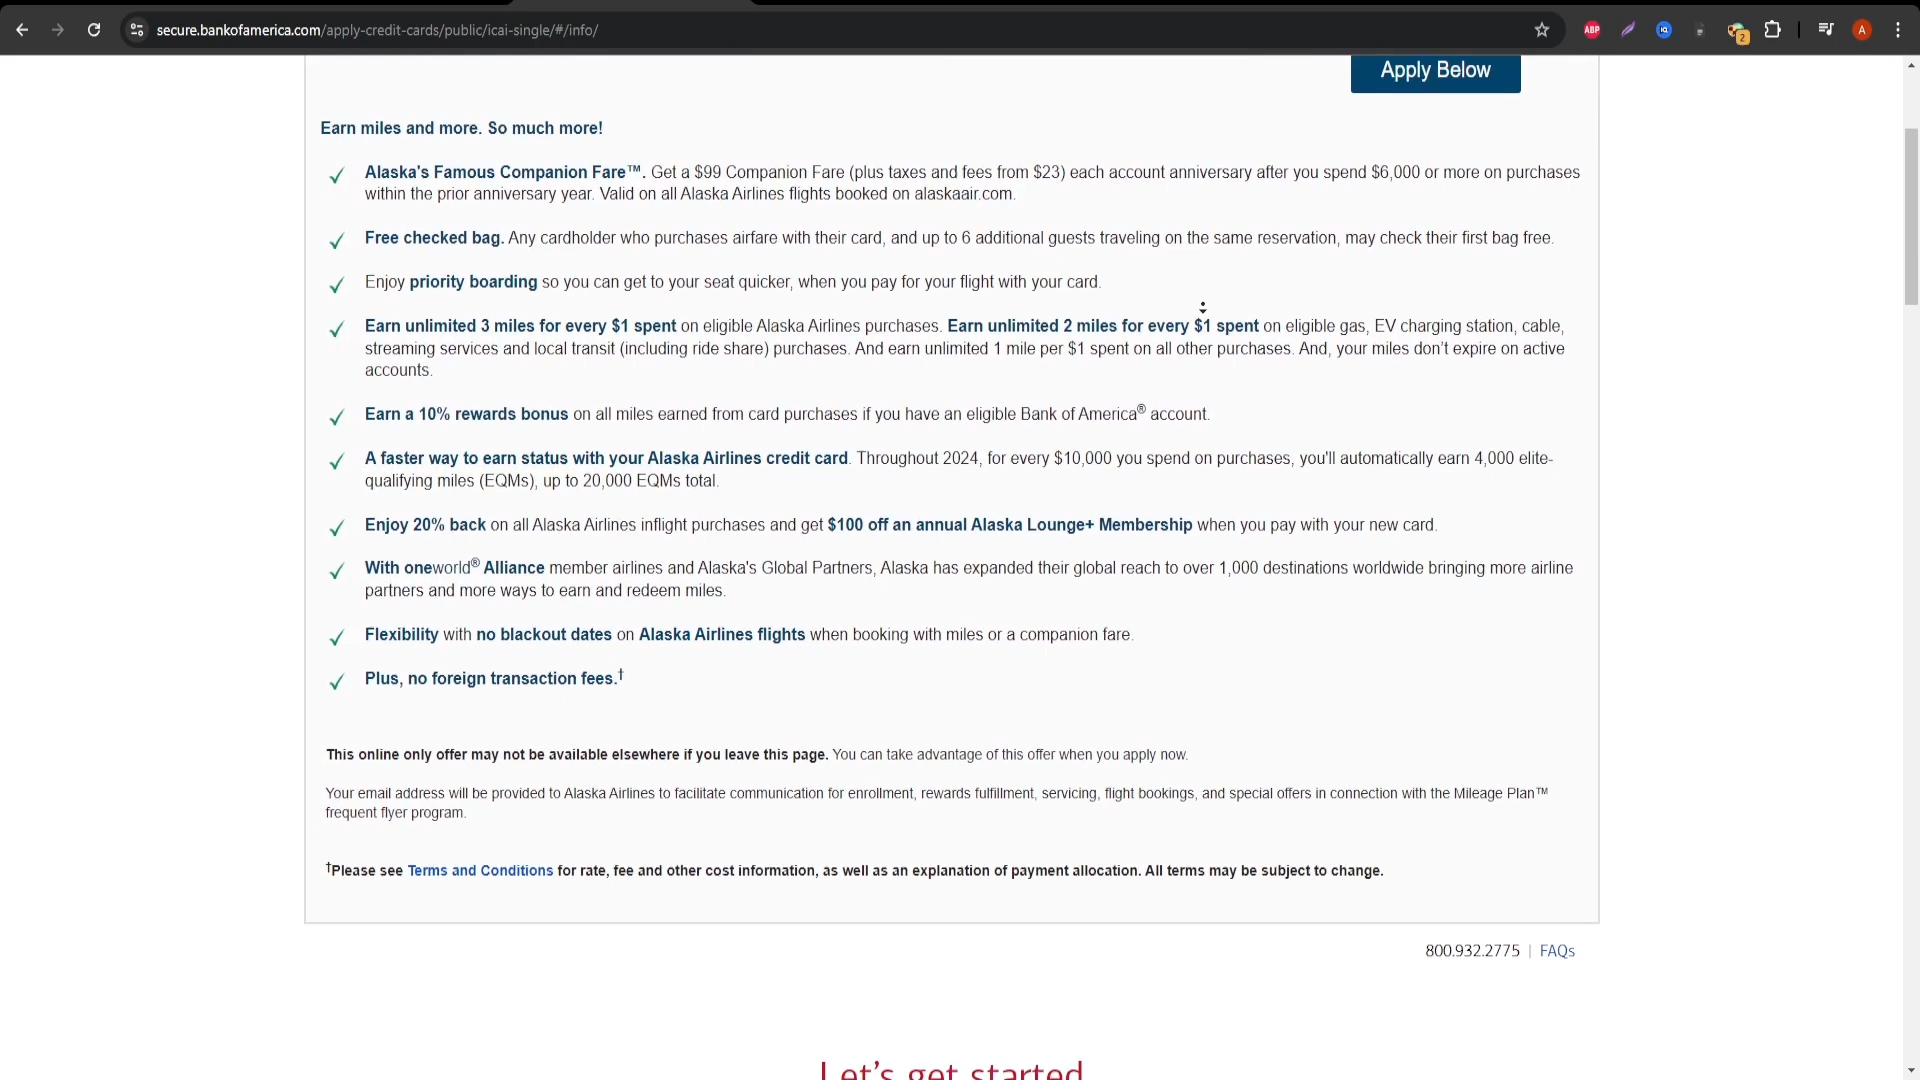 secure.bankofamerica.com/apply-credit-cards/public/icai-single/#/info/
ABP
2
A
Apply Below
Earn miles and more. So much more!
Alaska's Famous Companion Fare™. Get a $99 Companion Fare (plus taxes and fees from $23) each account anniversary after you spend $6,000 or more on purchases
within the prior anniversary year. Valid on all Alaska Airlines flights booked on alaskaair.com.
Free checked bag. Any cardholder who purchases airfare with their card, and up to 6 additional guests traveling on the same reservation, may check their first bag free.
Enjoy priority boarding so you can get to your seat quicker, when you pay for your flight with your card.
Earn unlimited 3 miles for every $1 spent on eligible Alaska Airlines purchases. Earn unlimited 2 miles for every $1 spent on eligible gas, EV charging station, cable,
streaming services and local transit (including ride share) purchases. And earn unlimited 1 mile per $1 spent on all other purchases. And, your miles don't expire on active
accounts.
Earn a 10% rewards bonus on all miles earned from card purchases if you have an eligible Bank of America® account.
A faster way to earn status with your Alaska Airlines credit card. Throughout 2024, for every $10,000 you spend on purchases, you'll automatically earn 4,000 elite-
qualifying miles (EQMs), up to 20,000 EQMs total.
Enjoy 20% back on all Alaska Airlines inflight purchases and get $100 off an annual Alaska Lounge+ Membership when you pay with your new card.
With oneworld® Alliance member airlines and Alaska's Global Partners, Alaska has expanded their global reach to over 1,000 destinations worldwide bringing more airline
partners and more ways to earn and redeem miles.
Flexibility with no blackout dates on Alaska Airlines flights when booking with miles or a companion fare.
Plus, no foreign transaction fees.†
This online only offer may not be available elsewhere if you leave this page. You can take advantage of this offer when you apply now.
Your email address will be provided to Alaska Airlines to facilitate communication for enrollment, rewards fulfillment, servicing, flight bookings, and special offers in connection with the Mileage Plan™
frequent flyer program.
†Please see Terms and Conditions for rate, fee and other cost information, as well as an explanation of payment allocation. All terms may be subject to change.
800.932.2775 | FAQs
Let's get started